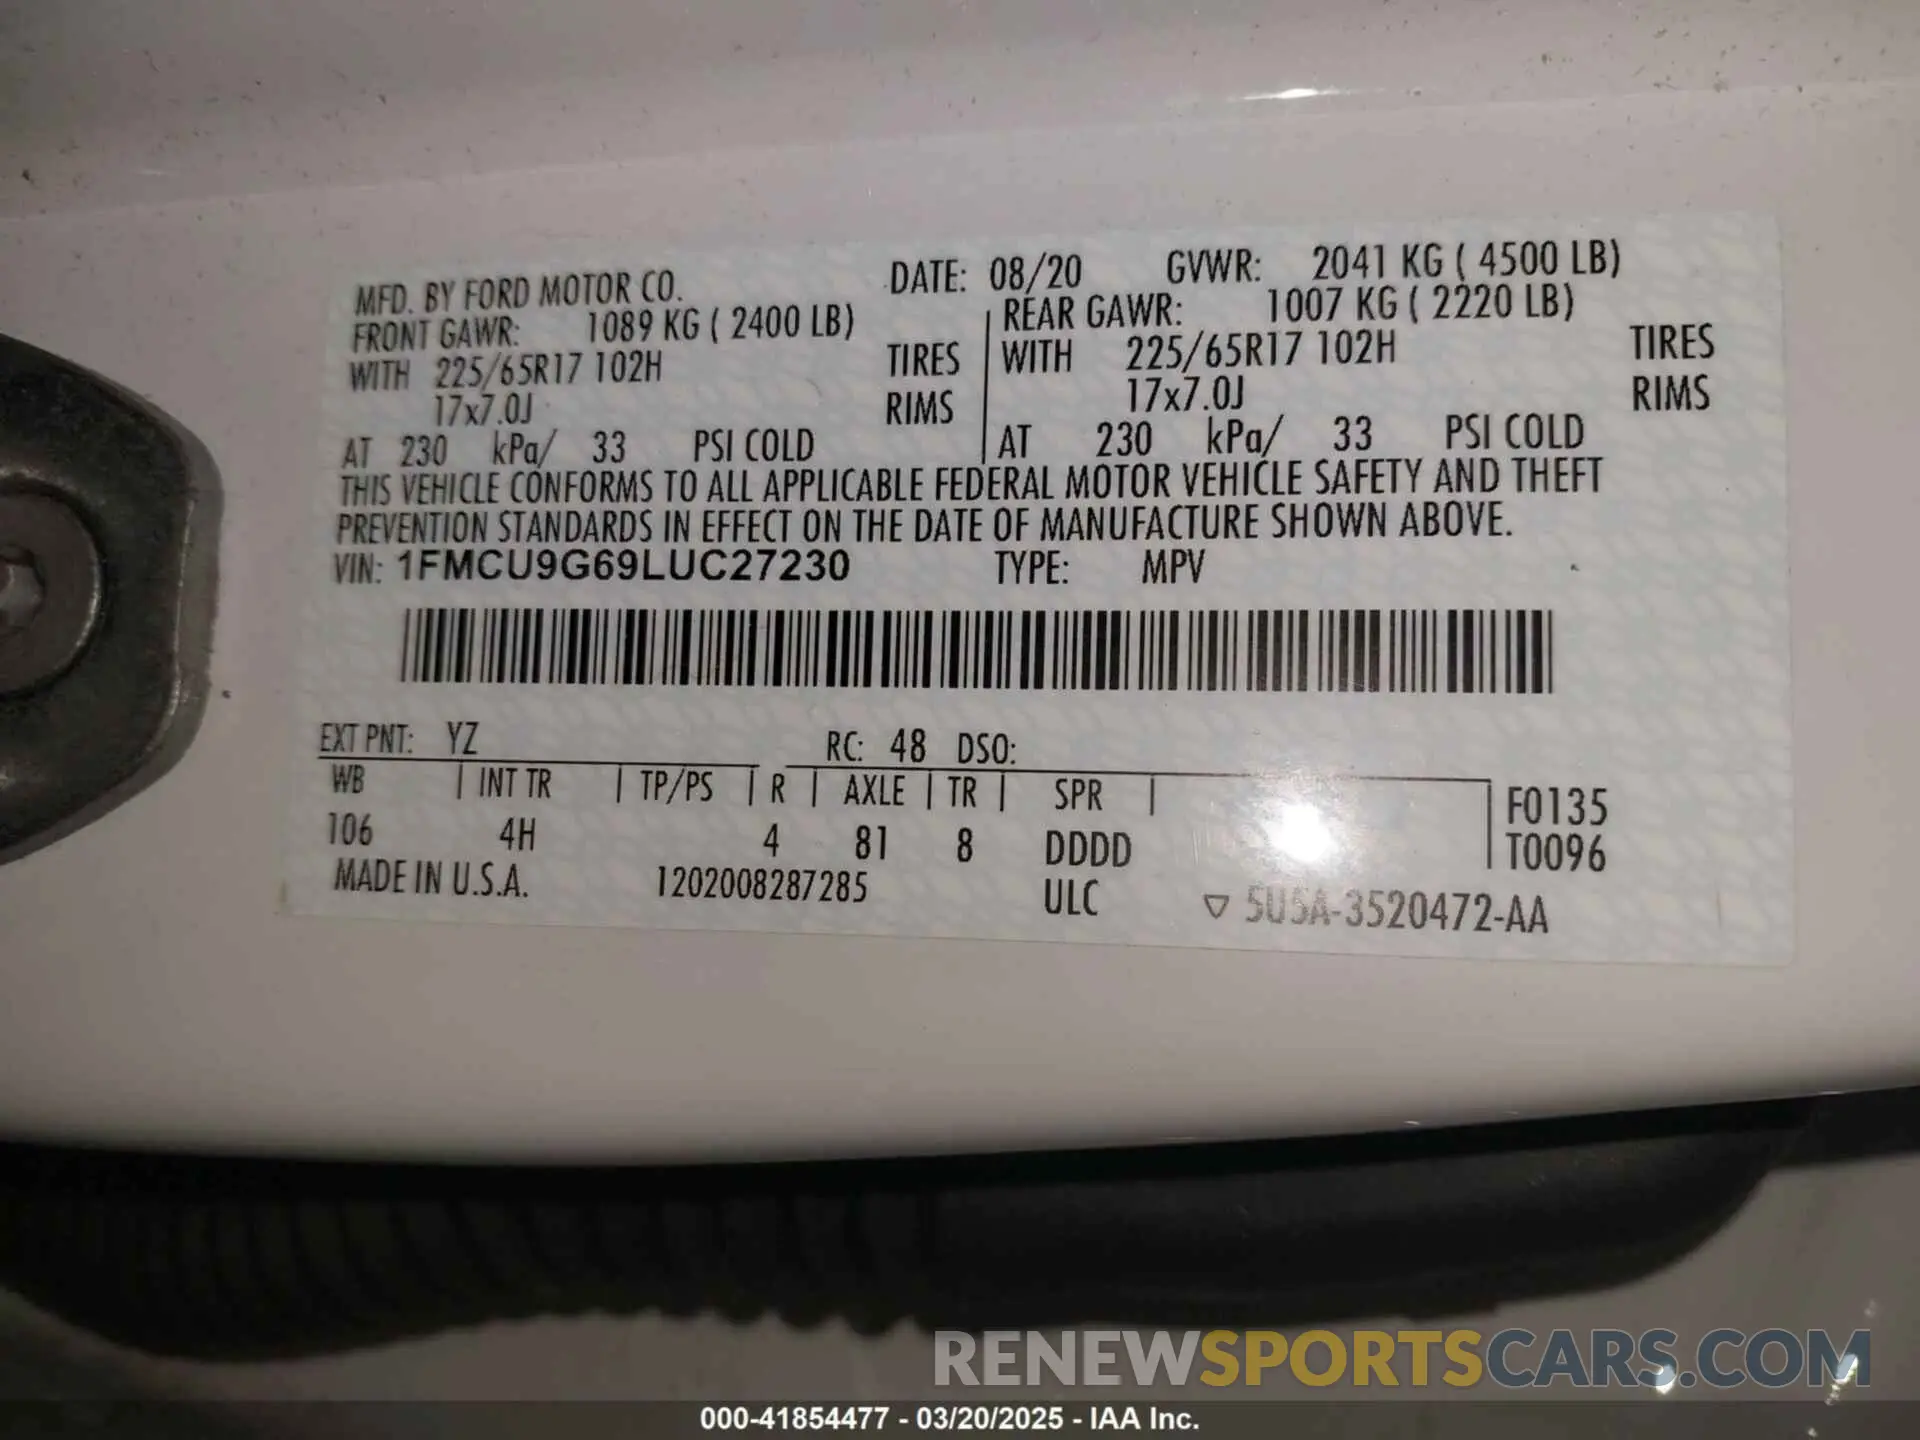 MFD. BY FORD MOTOR CO. DATE: 08/20 GVWR: 2041 KG ( 4500 LB)
FRONT GAWR: 1089 KG ( 2400 LB) REAR GAWR: 1007 KG ( 2220 LB)
WITH 225/65R17 102H TIRES WITH 225/65R17 102H TIRES
17x7.0J RIMS 17x7.0J RIMS
AT 230 kPa/ 33 PSI COLD AT 230 kPa/ 33 PSI COLD
THIS VEHICLE CONFORMS TO ALL APPLICABLE FEDERAL MOTOR VEHICLE SAFETY AND THEFT
PREVENTION STANDARDS IN EFFECT ON THE DATE OF MANUFACTURE SHOWN ABOVE.
VIN: 1FMCU9G69LUC27230 TYPE: MPV
EXT PNT: YZ RC: 48 DSO:
WB | INT TR | TP/PS | R | AXLE | TR | SPR | F0135
106 4H 4 81 8 DDDD T0096
MADE IN U.S.A. 1202008287285 ULC ▽ 5U5A-3520472-AA
RENEWSPORTSCARS.COM
000-41854477 - 03/20/2025 - IAA Inc.